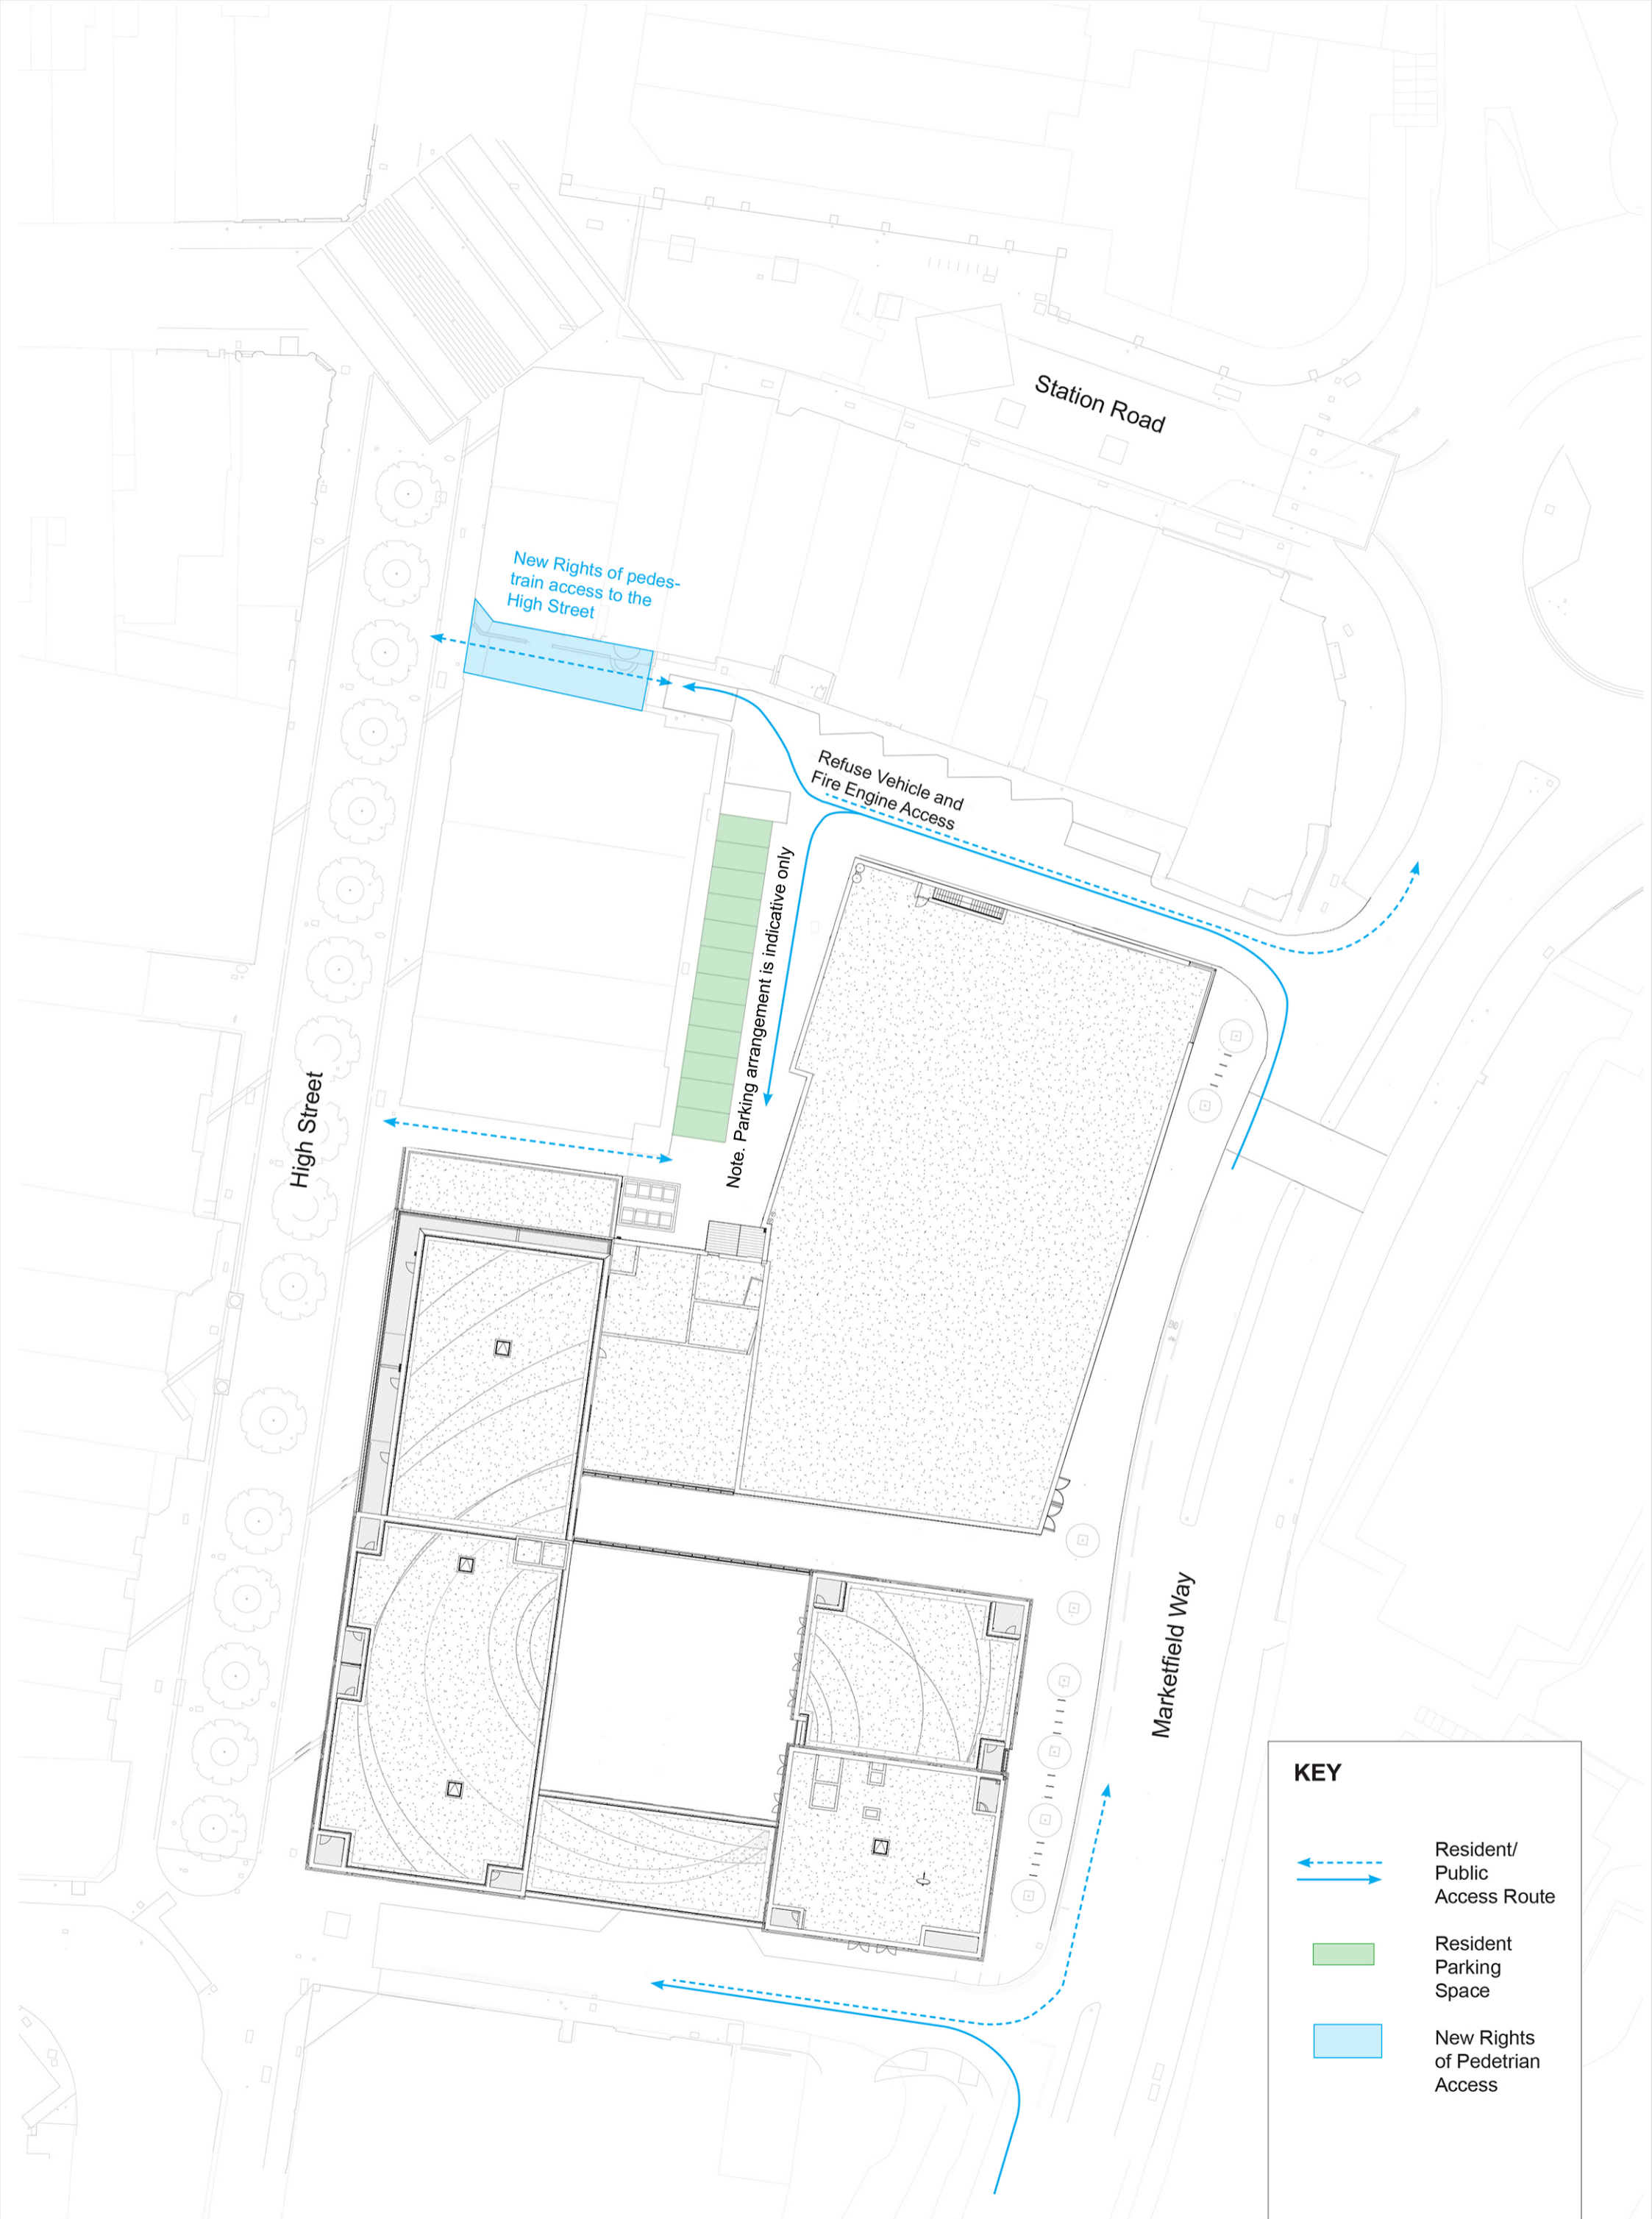 Station Road
New Rights of pedes-
train access to the
High Street
Refuse Vehicle and
Fire Engine Access
Note. Parking arrangement is indicative only
High Street
Marketfield Way
KEY
Resident/
Public
Access Route
Resident
Parking
Space
New Rights
of Pedetrian
Access